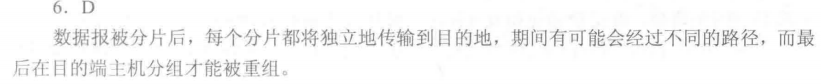 6. D
数据报被分片后，每个分片都将独立地传输到目的地，期间有可能会经过不同的路径，而最
后在目的端主机分组才能被重组。